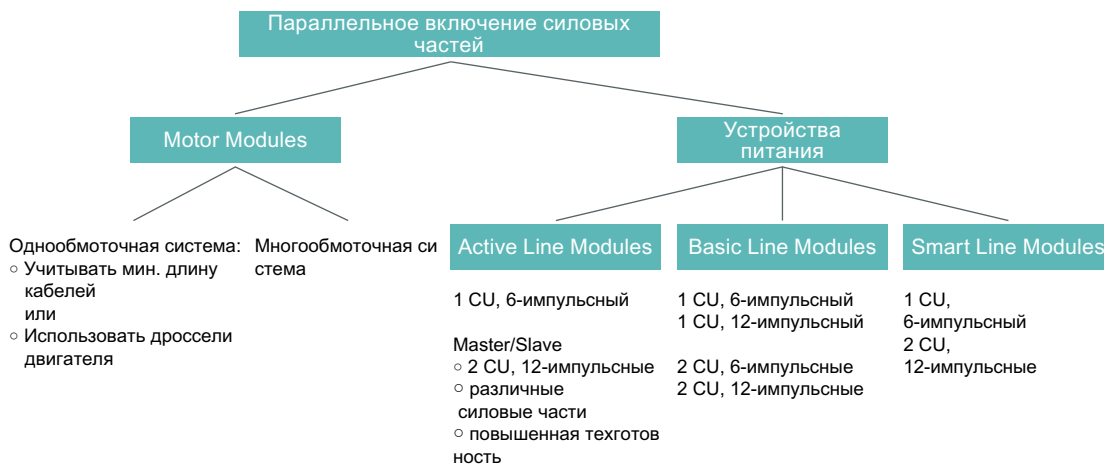 Параллельное включение силовых
частей
Motor Modules
Устройства
питания
Однообмоточная система:
○ Учитывать мин. длину
кабелей
или
○ Использовать дроссели
двигателя
Многообмоточная си
стема
Active Line Modules
1 CU, 6-импульсный
Master/Slave
○ 2 CU, 12-импульсные
○ различные
силовые части
○ повышенная техготов
ность
Basic Line Modules
1 CU, 6-импульсный
1 CU, 12-импульсный
2 CU, 6-импульсные
2 CU, 12-импульсные
Smart Line Modules
1 CU,
6-импульсный
2 CU,
12-импульсные